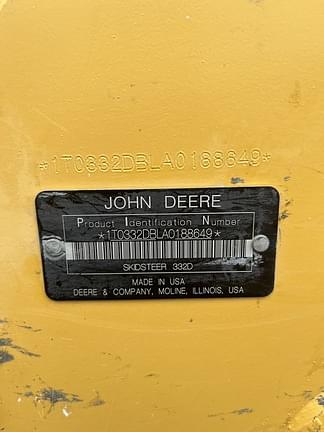 *1T0332DBLA0188649*
JOHN DEERE
Product Identification Number
*1T0332DBLA0188649*
SKIDSTEER 332D
MADE IN USA
DEERE & COMPANY, MOLINE, ILLINOIS, USA